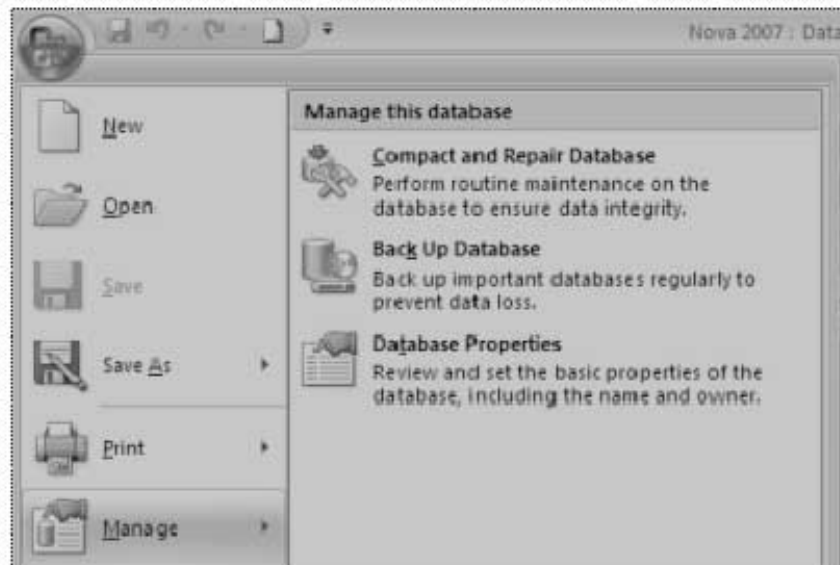 Nova 2007 : Data
New
Open
Save
Save As
Print
Manage
Manage this database
Compact and Repair Database
Perform routine maintenance on the
database to ensure data integrity.
Back Up Database
Back up important databases regularly to
prevent data loss.
Database Properties
Review and set the basic properties of the
database, including the name and owner.